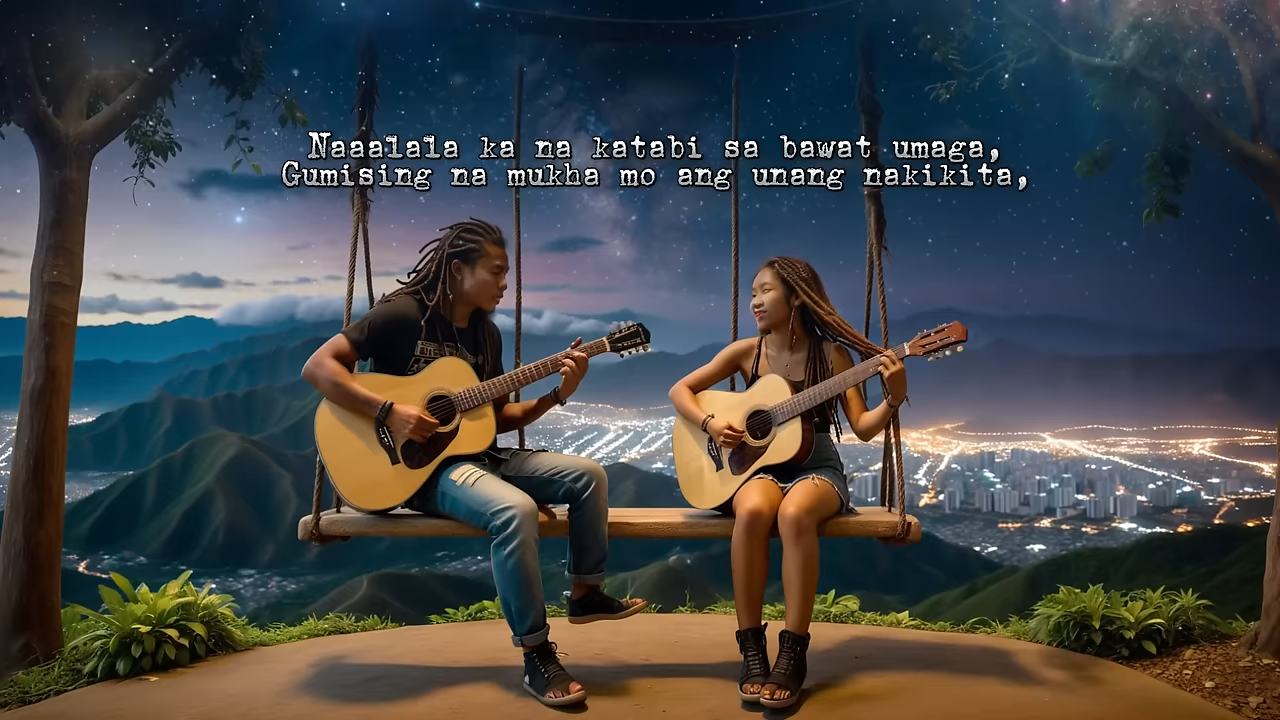 Naaalala ka na katabi sa bawat umaga,
Gumising na mukha mo ang unang nakikita,